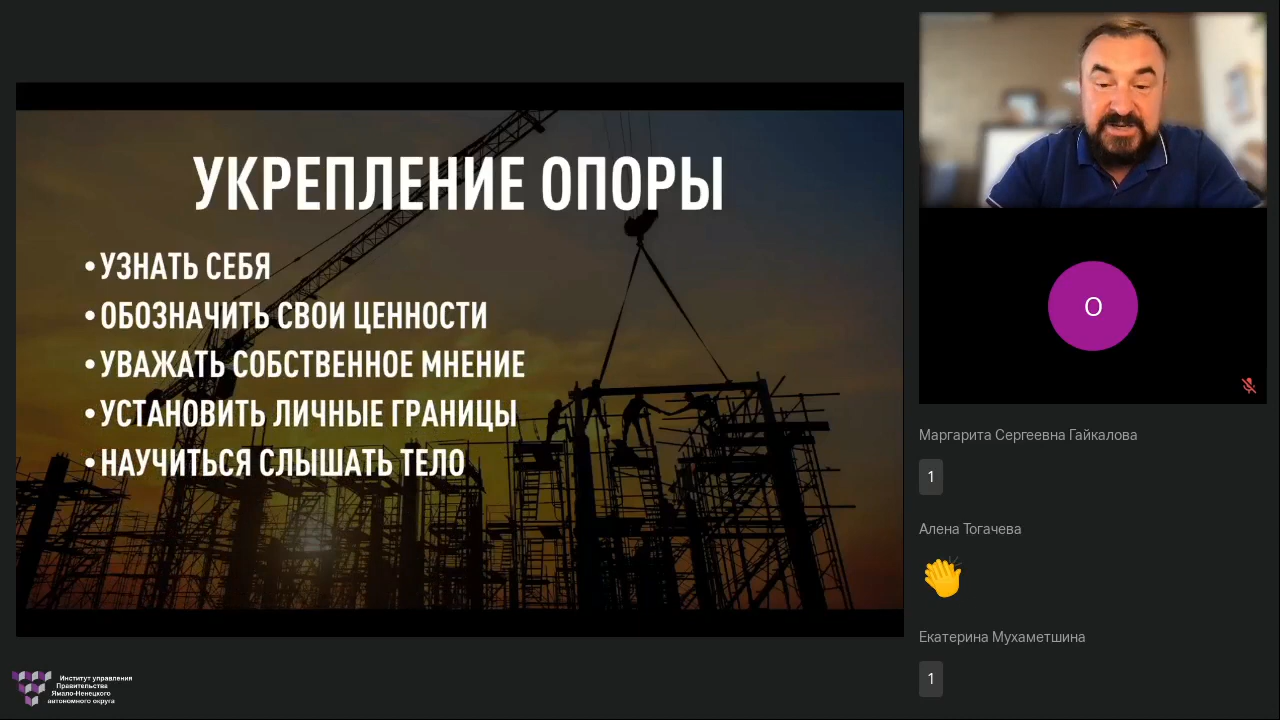 УКРЕПЛЕНИЕ ОПОРЫ
• УЗНАТЬ СЕБЯ
• ОБОЗНАЧИТЬ СВОИ ЦЕННОСТИ
• УВАЖАТЬ СОБСТВЕННОЕ МНЕНИЕ
• УСТАНОВИТЬ ЛИЧНЫЕ ГРАНИЦЫ
• НАУЧИТЬСЯ СЛЫШАТЬ ТЕЛО
О
Маргарита Сергеевна Гайкалова
1
Алена Тогачева
Екатерина Мухаметшина
1
Институт управления
Правительства
Ямало-Ненецкого
автономного округа